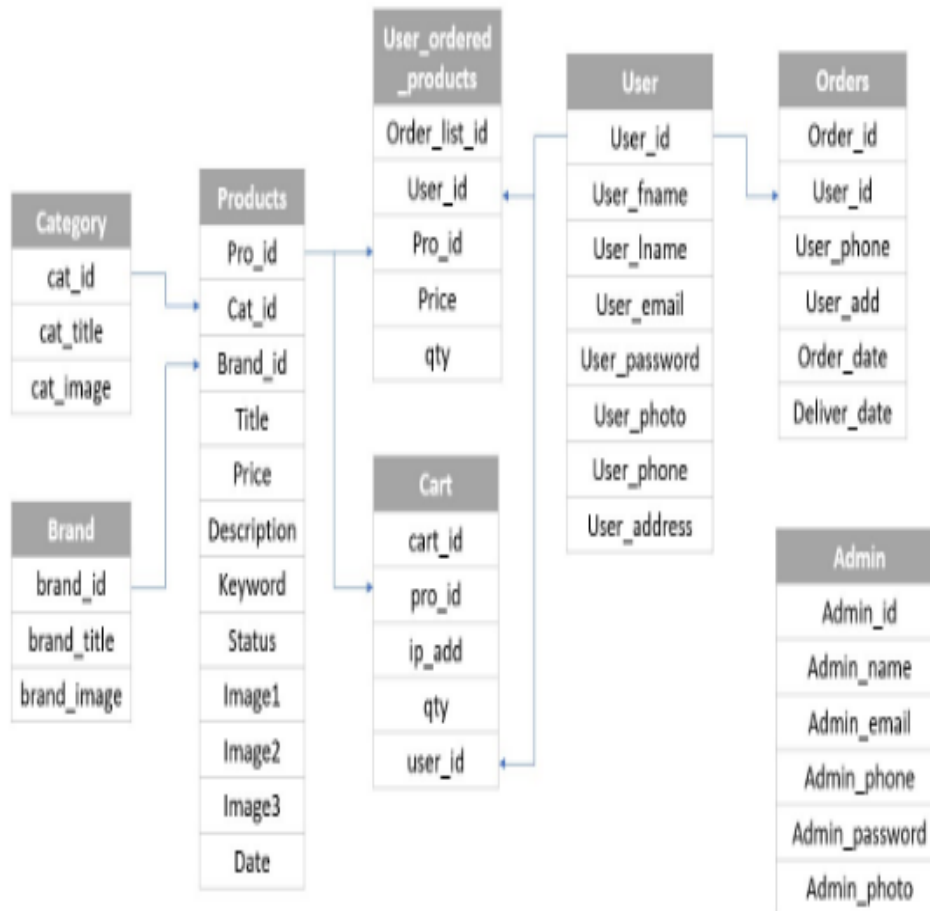 Category
cat_id
cat_title
cat_image
Brand
brand_id
brand_title
brand_image
Products
Pro_id
Cat_id
Brand_id
Title
Price
Description
Keyword
Status
Image1
Image2
Image3
Date
User_ordered
_products
Order_list_id
User_id
Pro_id
Price
qty
Cart
cart_id
pro_id
ip_add
qty
user_id
User
User_id
User_fname
User_lname
User_email
User_password
User_photo
User_phone
User_address
Orders
Order_id
User_id
User_phone
User_add
Order_date
Deliver_date
Admin
Admin_id
Admin_name
Admin_email
Admin_phone
Admin_password
Admin_photo